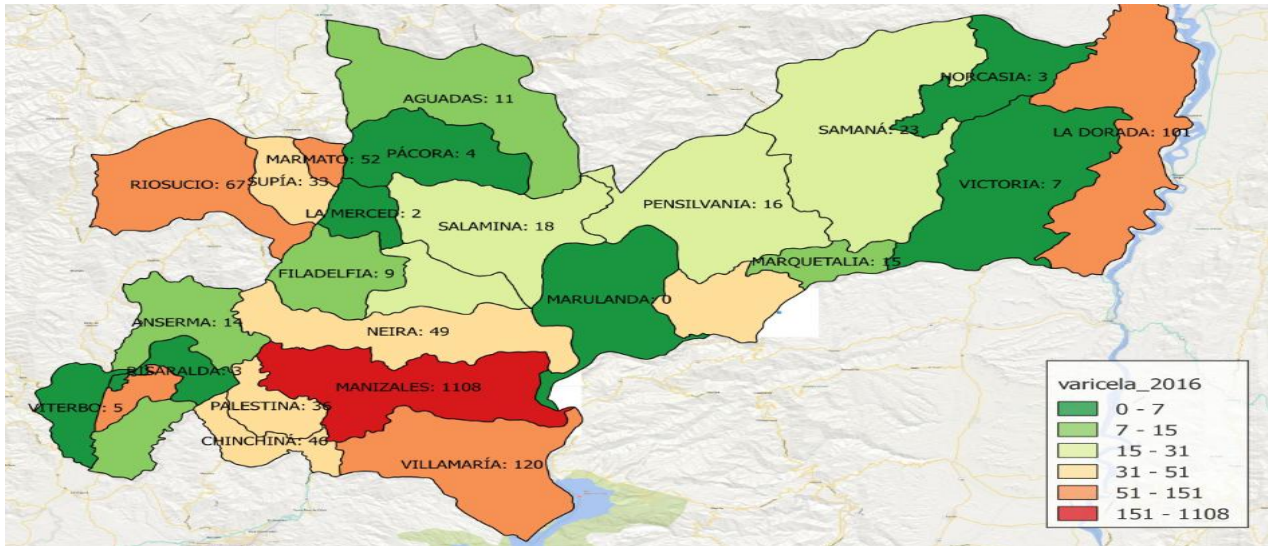 AGUADAS: 11
NORCASIA: 3
SAMANÁ: 23
LA DORADA: 101
MARMATO: 52
PÁCORA: 4
RIOSUCIO: 67
SUPÍA: 33
VICTORIA: 7
LA MERCED: 2
SALAMINA: 18
PENSILVANIA: 16
FILADELFIA: 9
MARQUETALIA: 15
MARULANDA: 0
ANSERMA: 14
NEIRA: 49
RISARALDA: 3
MANIZALES: 1108
VITERBO: 5
PALESTINA: 36
CHINCHINÁ: 46
VILLAMARÍA: 120
varicela_2016
0 - 7
7 - 15
15 - 31
31 - 51
51 - 151
151 - 1108